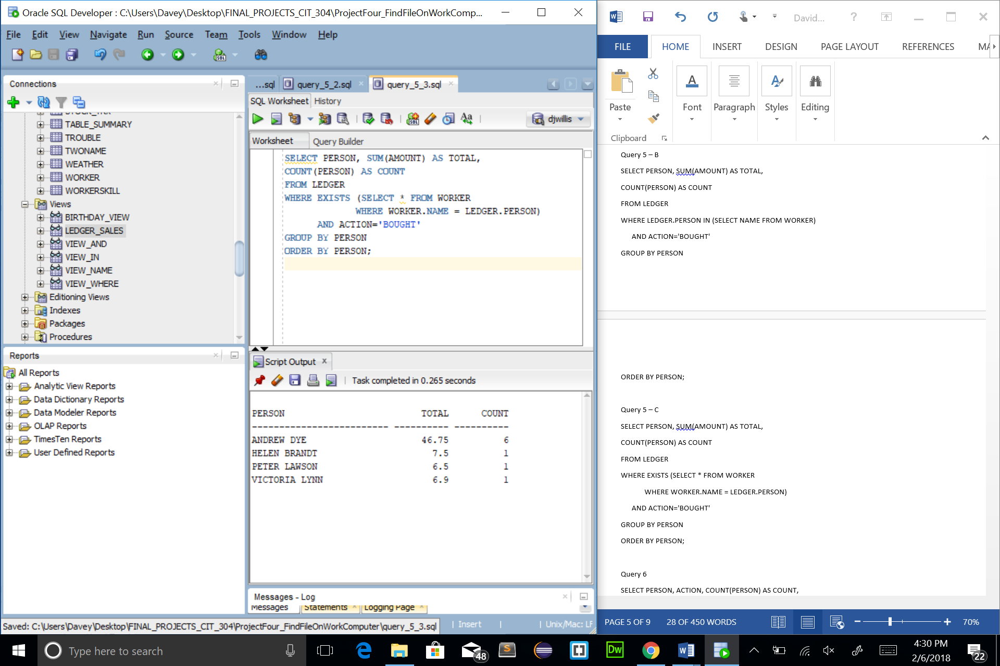 Oracle SQL Developer : C:\Users\Davey\Desktop\FINAL_PROJECTS_CIT_304\ProjectFour_FindFileOnWorkComp...
File Edit View Navigate Run Source Team Tools Window Help
Connections
STOCK_TRX
TABLE_SUMMARY
TROUBLE
TWONAME
WEATHER
WORKER
WORKERSKILL
Views
BIRTHDAY_VIEW
LEDGER_SALES
VIEW_AND
VIEW_IN
VIEW_NAME
VIEW_WHERE
Editioning Views
Indexes
Packages
Procedures
Reports
All Reports
Analytic View Reports
Data Dictionary Reports
Data Modeler Reports
OLAP Reports
TimesTen Reports
User Defined Reports
...sql query_5_2.sql query_5_3.sql
SQL Worksheet History
djwillis
Worksheet Query Builder
SELECT PERSON, SUM(AMOUNT) AS TOTAL,
COUNT(PERSON) AS COUNT
FROM LEDGER
WHERE EXISTS (SELECT * FROM WORKER
WHERE WORKER.NAME = LEDGER.PERSON)
AND ACTION='BOUGHT'
GROUP BY PERSON
ORDER BY PERSON;
Script Output
Task completed in 0.265 seconds
PERSON TOTAL COUNT
------------------------- ---------- ----------
ANDREW DYE 46.75 6
HELEN BRANDT 7.5 1
PETER LAWSON 6.5 1
VICTORIA LYNN 6.9 1
Messages - Log
Messages Statements Logging Page
Saved: C:\Users\Davey\Desktop\FINAL_PROJECTS_CIT_304\ProjectFour_FindFileOnWorkComputer\query_5_3.sql
Insert Unix/Mac: LF
David... ?
FILE HOME INSERT DESIGN PAGE LAYOUT REFERENCES MA
Paste Font Paragraph Styles Editing
Clipboard
Query 5 – B
SELECT PERSON, SUM(AMOUNT) AS TOTAL,
COUNT(PERSON) AS COUNT
FROM LEDGER
WHERE LEDGER.PERSON IN (SELECT NAME FROM WORKER)
AND ACTION='BOUGHT'
GROUP BY PERSON
ORDER BY PERSON;
Query 5 – C
SELECT PERSON, SUM(AMOUNT) AS TOTAL,
COUNT(PERSON) AS COUNT
FROM LEDGER
WHERE EXISTS (SELECT * FROM WORKER
WHERE WORKER.NAME = LEDGER.PERSON)
AND ACTION='BOUGHT'
GROUP BY PERSON
ORDER BY PERSON;
Query 6
SELECT PERSON, ACTION, COUNT(PERSON) AS COUNT,
PAGE 5 OF 9 28 OF 450 WORDS 70%
Type here to search
48
Dw
4:30 PM
2/6/2018
22